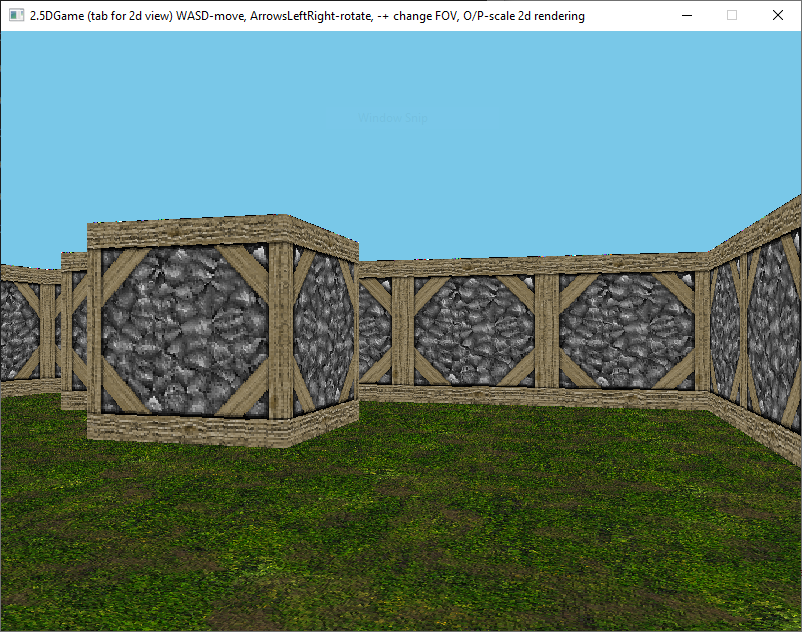 2.5DGame (tab for 2d view) WASD-move, ArrowsLeftRight-rotate, -+ change FOV, O/P-scale 2d rendering